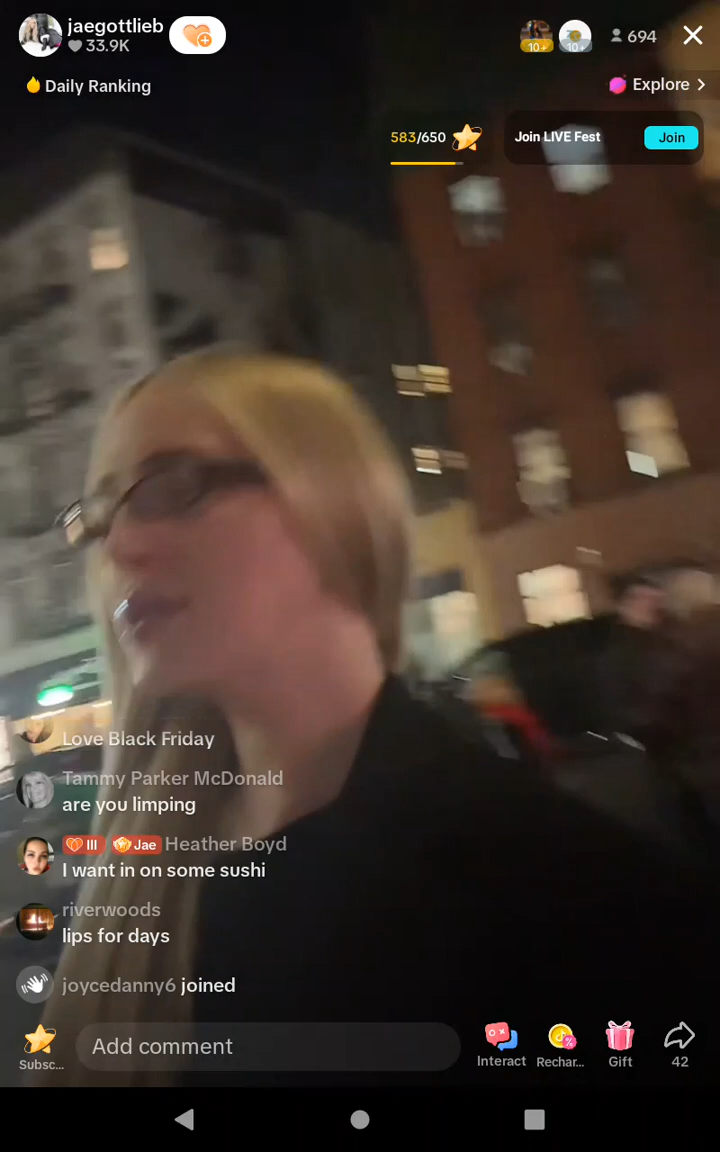 jaegottlieb
33.9K
10+
10+
694
Daily Ranking
Explore
583/650
Join LIVE Fest
Join
Love Black Friday
Tammy Parker McDonald
are you limping
III Jae Heather Boyd
I want in on some sushi
riverwoods
lips for days
joycedanny6 joined
Add comment
Subsc...
Interact
Rechar...
Gift
42